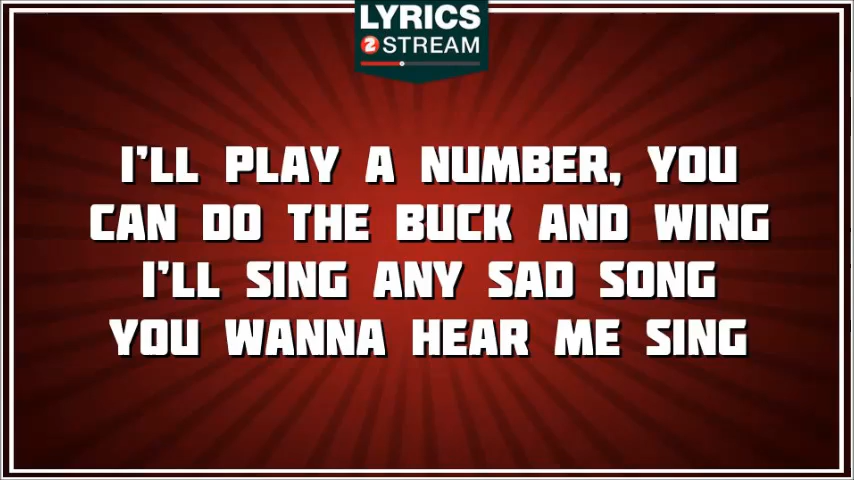 LYRICS
2 STREAM
I'LL PLAY A NUMBER, YOU
CAN DO THE BUCK AND WING
I'LL SING ANY SAD SONG
YOU WANNA HEAR ME SING